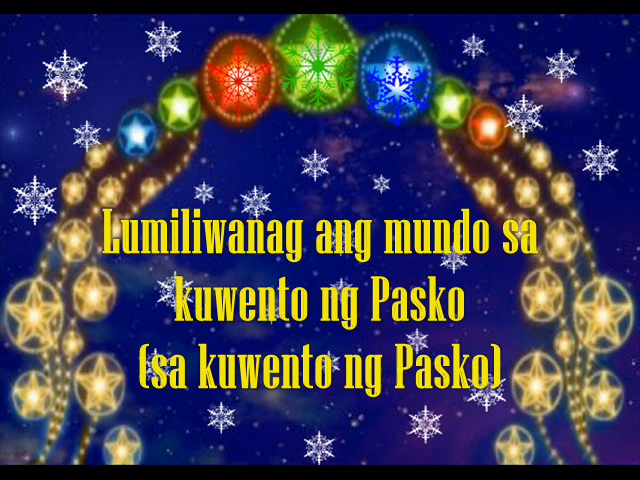 Lumiliwanag ang mundo sa
kuwento ng Pasko
(sa kuwento ng Pasko)